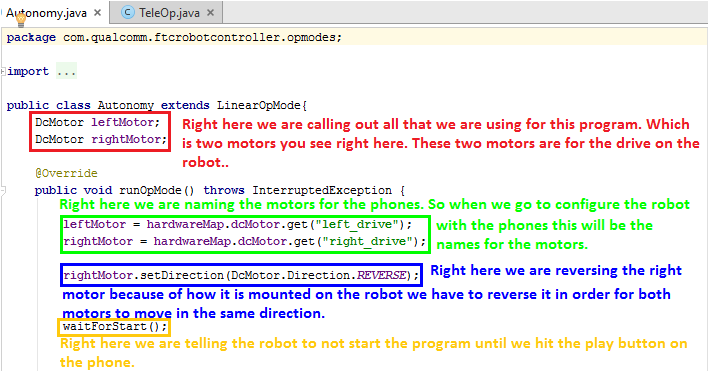 Autonomy.java × TeleOp.java ×
package com.qualcomm.ftcrobotcontroller.opmodes;
import ...
public class Autonomy extends LinearOpMode{
DcMotor leftMotor;
DcMotor rightMotor;
Right here we are calling out all that we are using for this program. Which
is two motors you see right here. These two motors are for the drive on the
robot..
@Override
public void runOpMode() throws InterruptedException {
Right here we are naming the motors for the phones. So when we go to configure the robot
leftMotor = hardwareMap.dcMotor.get("left_drive");
rightMotor = hardwareMap.dcMotor.get("right_drive");
with the phones this will be the
names for the motors.
rightMotor.setDirection(DcMotor.Direction.REVERSE);
Right here we are reversing the right
motor because of how it is mounted on the robot we have to reverse it in order for both
motors to move in the same direction.
waitForStart();
Right here we are telling the robot to not start the program until we hit the play button on
the phone.